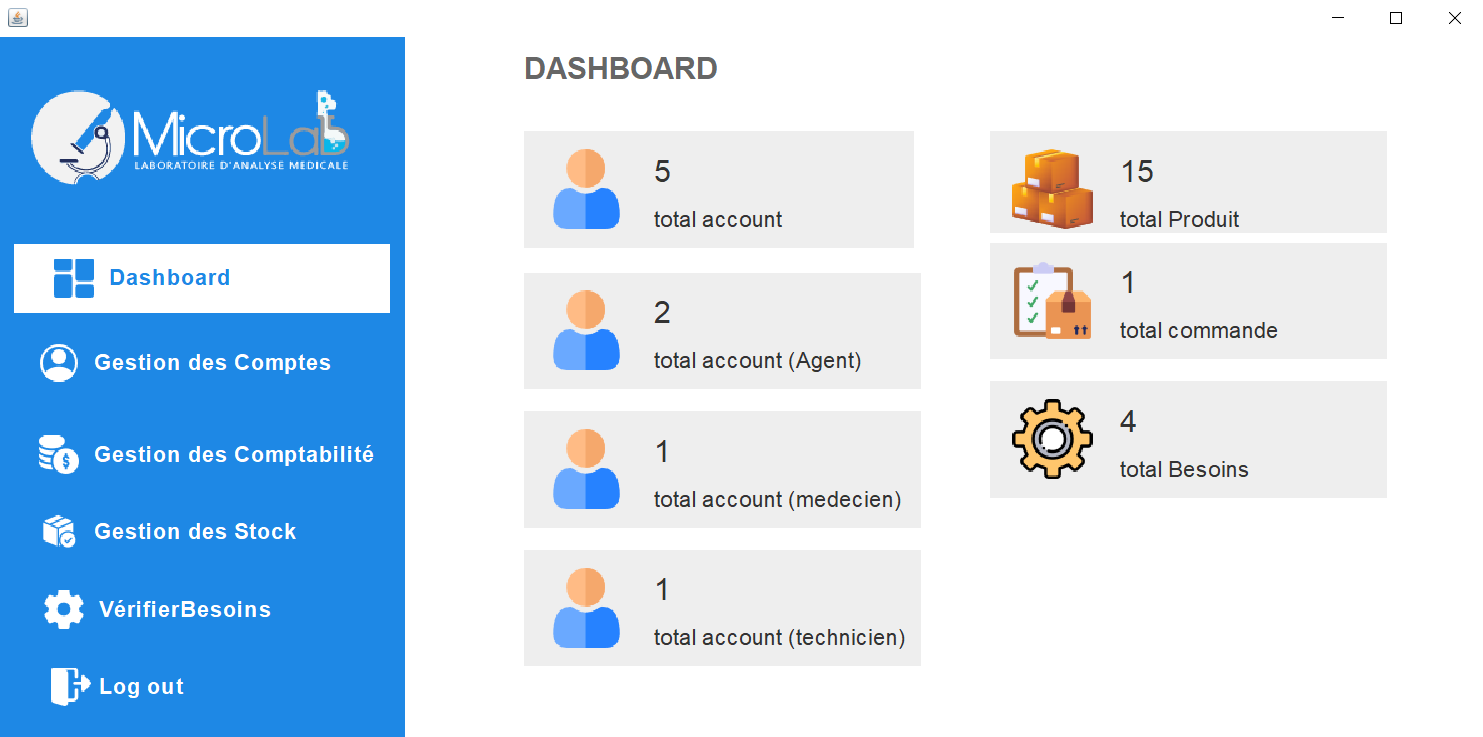 MicroLab
LABORATOIRE D'ANALYSE MEDICALE
Dashboard
Gestion des Comptes
Gestion des Comptabilité
Gestion des Stock
VérifierBesoins
Log out
DASHBOARD
5
total account
2
total account (Agent)
1
total account (medecien)
1
total account (technicien)
15
total Produit
1
total commande
4
total Besoins